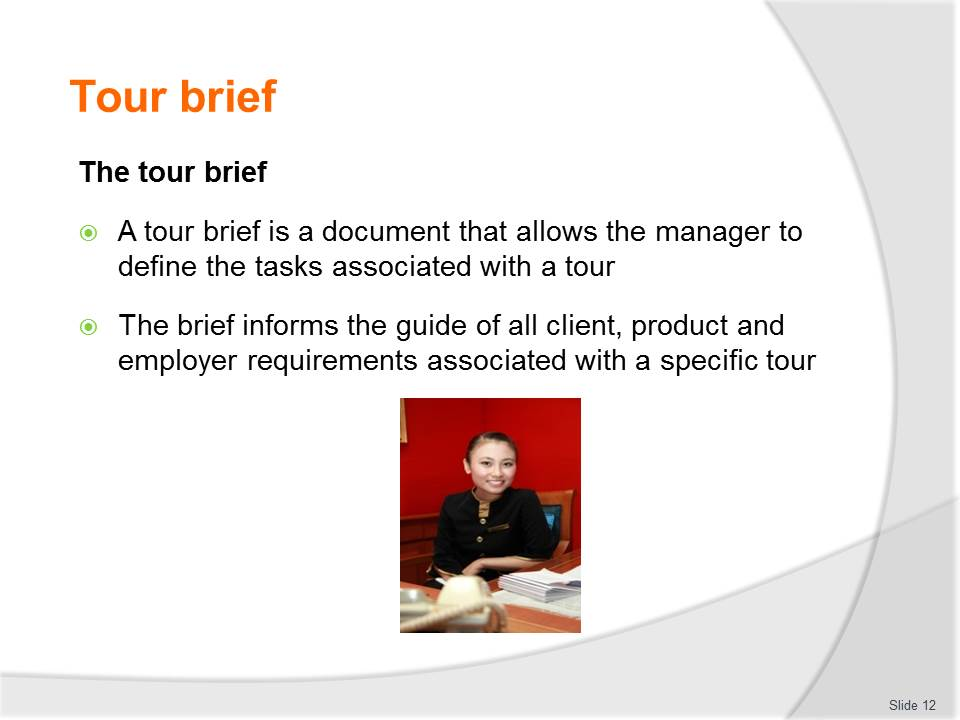 Tour brief
The tour brief
A tour brief is a document that allows the manager to
define the tasks associated with a tour
The brief informs the guide of all client, product and
employer requirements associated with a specific tour
Slide 12